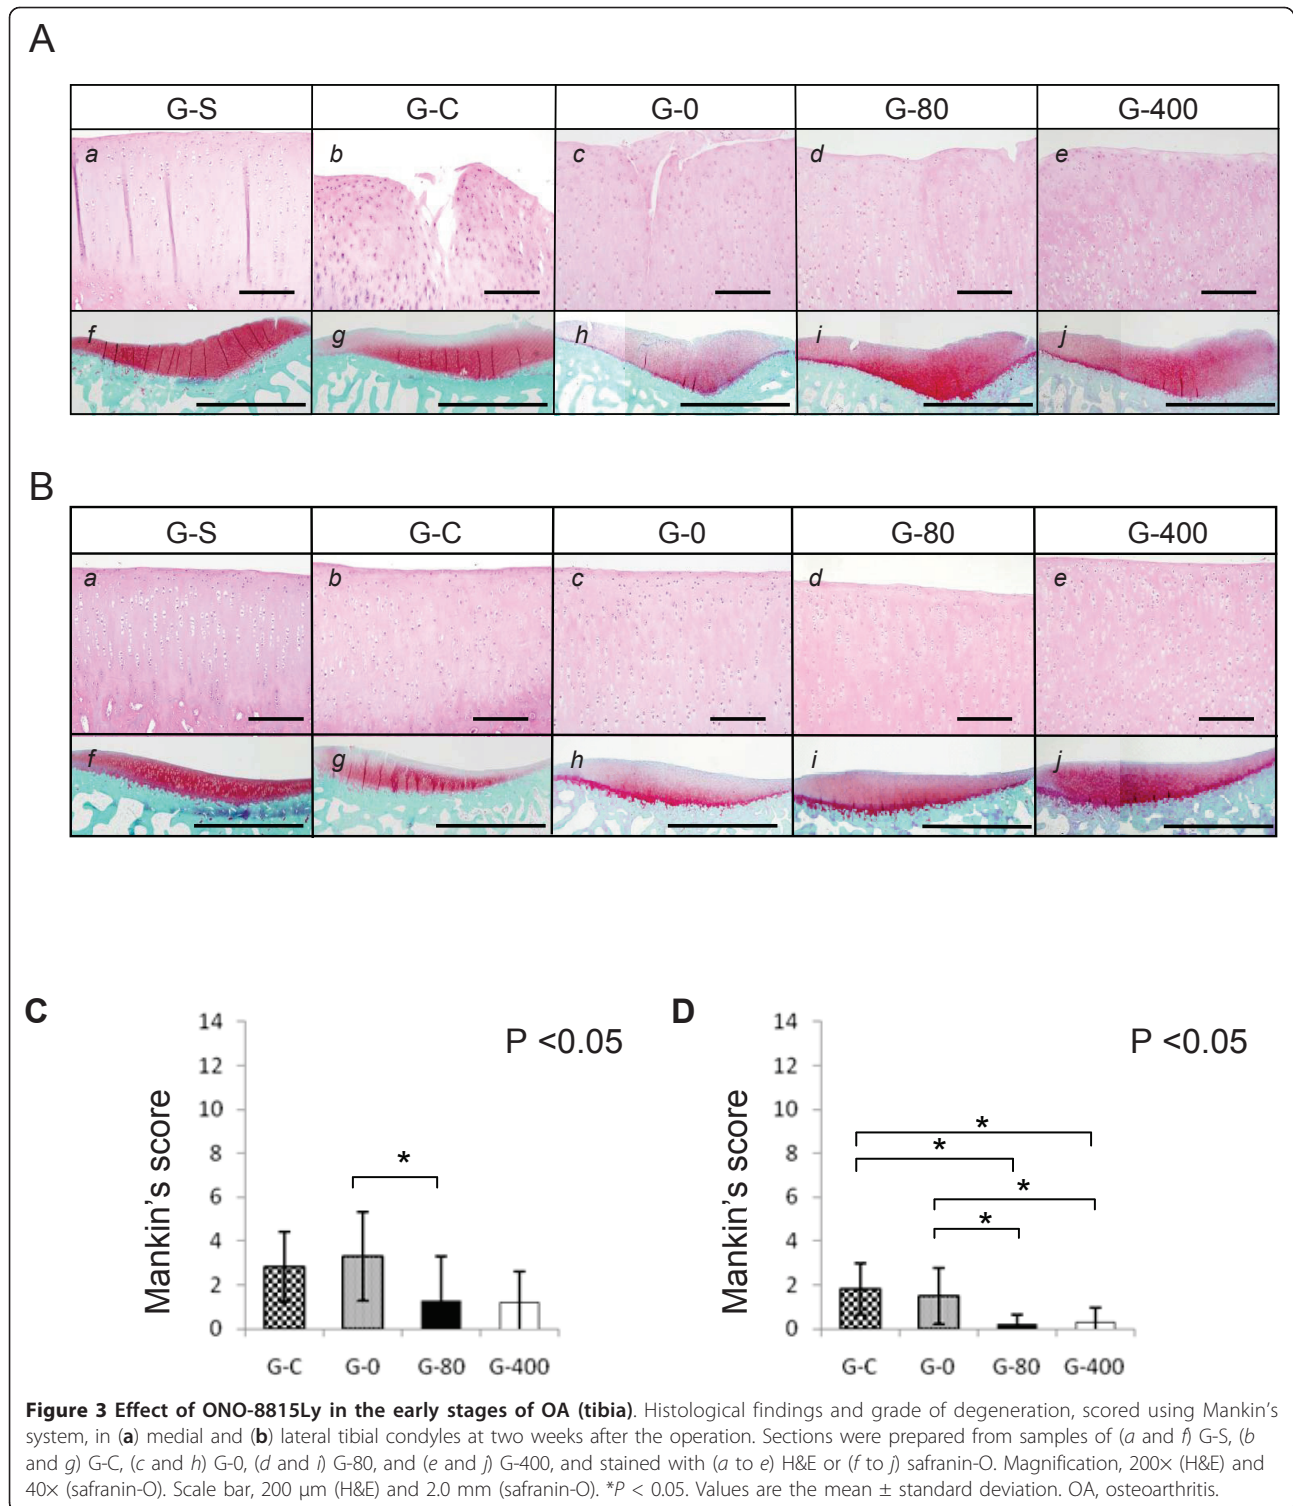 A
G-S G-C G-0 G-80 G-400
a b c d e
f g h i j
B
G-S G-C G-0 G-80 G-400
a b c d e
f g h i j
C
P <0.05
Mankin's score
14
12
10
8
6
4
2
0
*
G-C G-0 G-80 G-400
D
P <0.05
Mankin's score
14
12
10
8
6
4
2
0
*
*
*
*
G-C G-0 G-80 G-400
Figure 3 Effect of ONO-8815Ly in the early stages of OA (tibia). Histological findings and grade of degeneration, scored using Mankin's
system, in (a) medial and (b) lateral tibial condyles at two weeks after the operation. Sections were prepared from samples of (a and f) G-S, (b
and g) G-C, (c and h) G-0, (d and i) G-80, and (e and j) G-400, and stained with (a to e) H&E or (f to j) safranin-O. Magnification, 200× (H&E) and
40× (safranin-O). Scale bar, 200 μm (H&E) and 2.0 mm (safranin-O). *P < 0.05. Values are the mean ± standard deviation. OA, osteoarthritis.